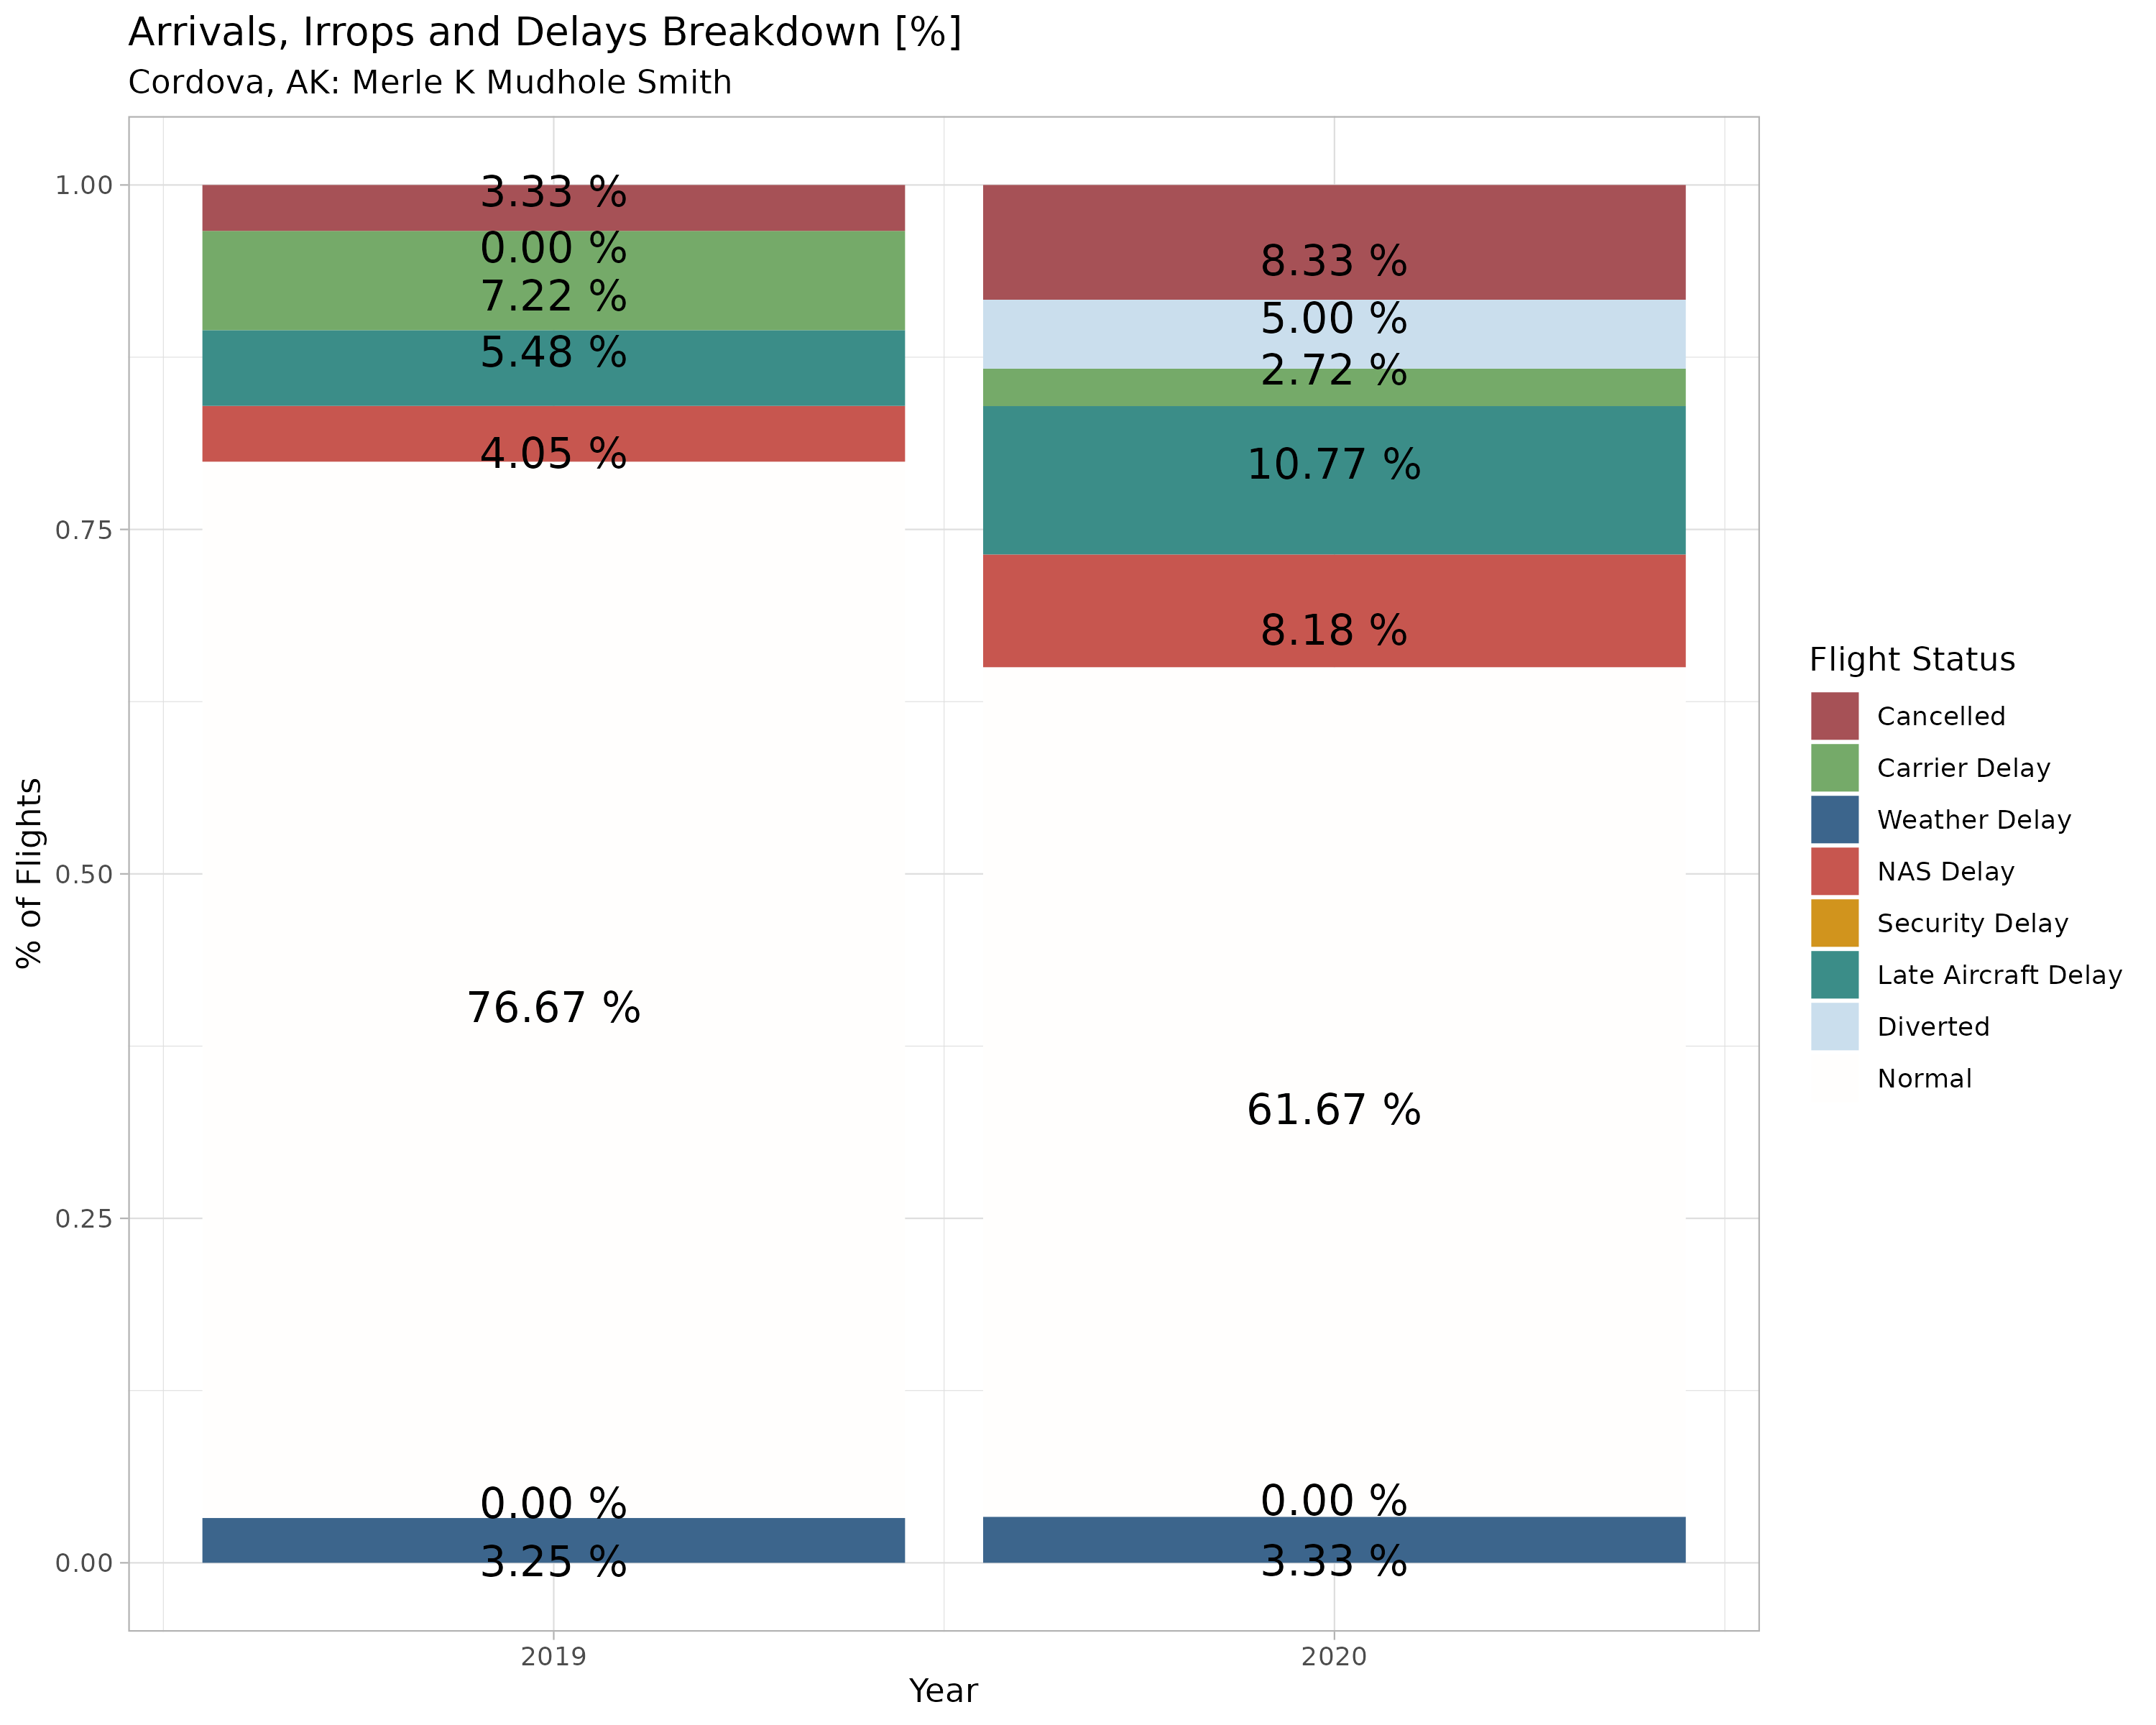 Arrivals, Irrops and Delays Breakdown [%]
Cordova, AK: Merle K Mudhole Smith
% of Flights
1.00
0.75
0.50
0.25
0.00
3.33 %
0.00 %
7.22 %
5.48 %
4.05 %
76.67 %
0.00 %
3.25 %
8.33 %
5.00 %
2.72 %
10.77 %
8.18 %
61.67 %
0.00 %
3.33 %
2019
2020
Year
Flight Status
Cancelled
Carrier Delay
Weather Delay
NAS Delay
Security Delay
Late Aircraft Delay
Diverted
Normal